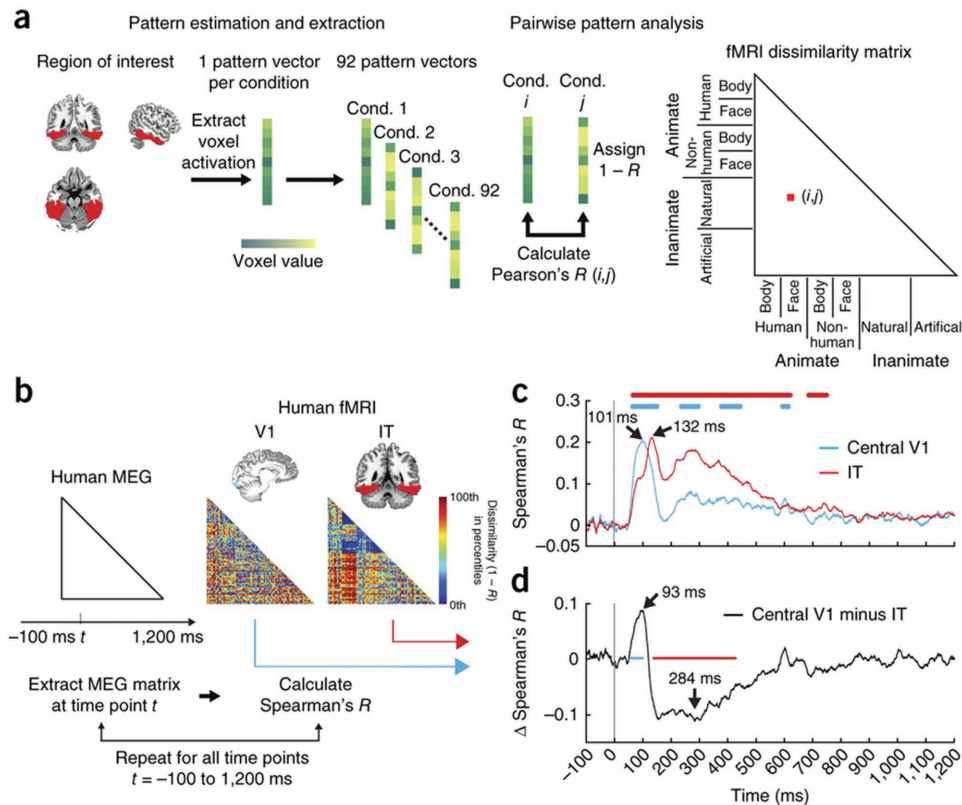 a
Pattern estimation and extraction
Pairwise pattern analysis
Region of interest
1 pattern vector
per condition
92 pattern vectors
Extract
voxel
activation
Voxel value
Cond. 1
Cond. 2
Cond. 3
Cond. 92
Cond.
i
Cond.
j
Assign
1 – R
Calculate
Pearson's R (i,j)
fMRI dissimilarity matrix
Animate
Human
Body
Face
Non-
human
Body
Face
Inanimate
Natural
Artificial
(i,j)
Body
Face
Body
Face
Human
Non-
human
Natural
Artifical
Animate
Inanimate
b
Human fMRI
V1
IT
Human MEG
100th
0th
Dissimilarity (1 – R)
in percentiles
–100 ms t
1,200 ms
Extract MEG matrix
at time point t
Calculate
Spearman's R
Repeat for all time points
t = –100 to 1,200 ms
c
Spearman's R
0.3
0.2
0.1
0
–0.05
101 ms
132 ms
Central V1
IT
d
Δ Spearman's R
0.1
0
–0.1
93 ms
284 ms
Central V1 minus IT
–100
0
100
200
300
400
500
600
700
800
900
1,000
1,100
1,200
Time (ms)